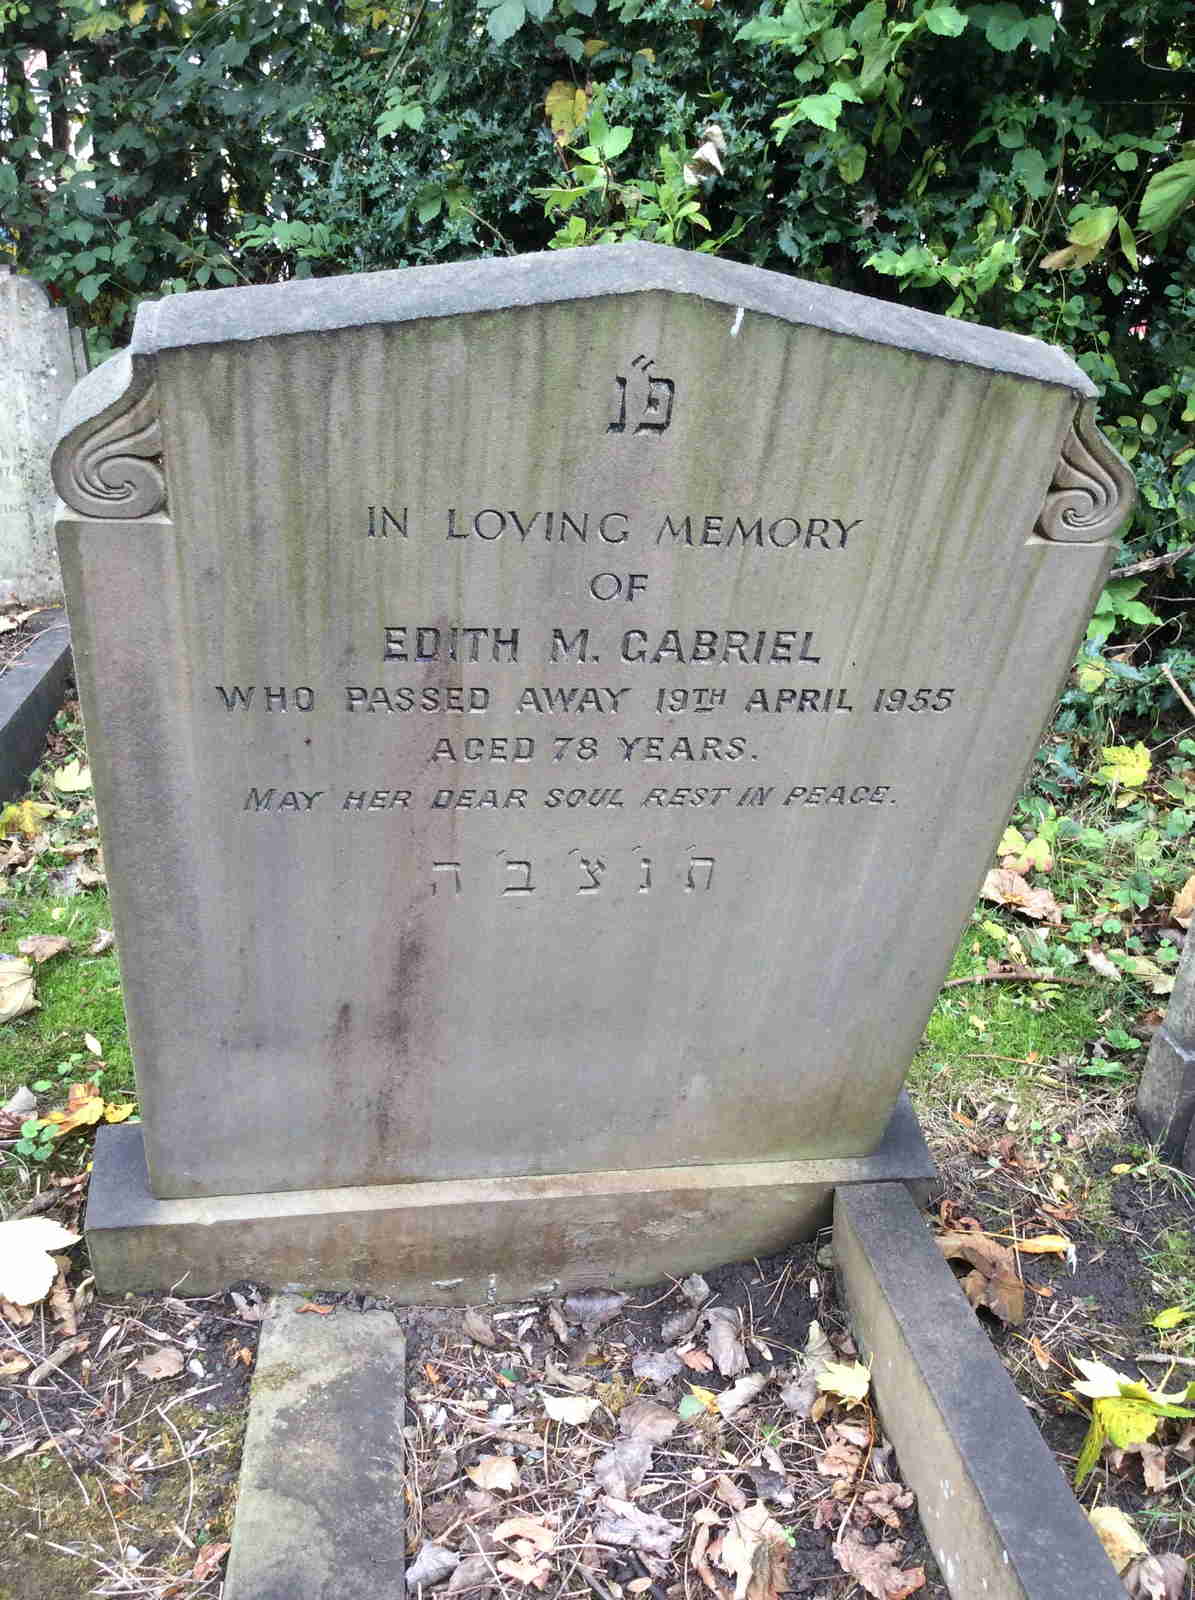 פ״נ
IN LOVING MEMORY
OF
EDITH M. GABRIEL
WHO PASSED AWAY 19TH APRIL 1955
AGED 78 YEARS.
MAY HER DEAR SOUL REST IN PEACE.
ת׳ נ׳ צ׳ ב׳ ה